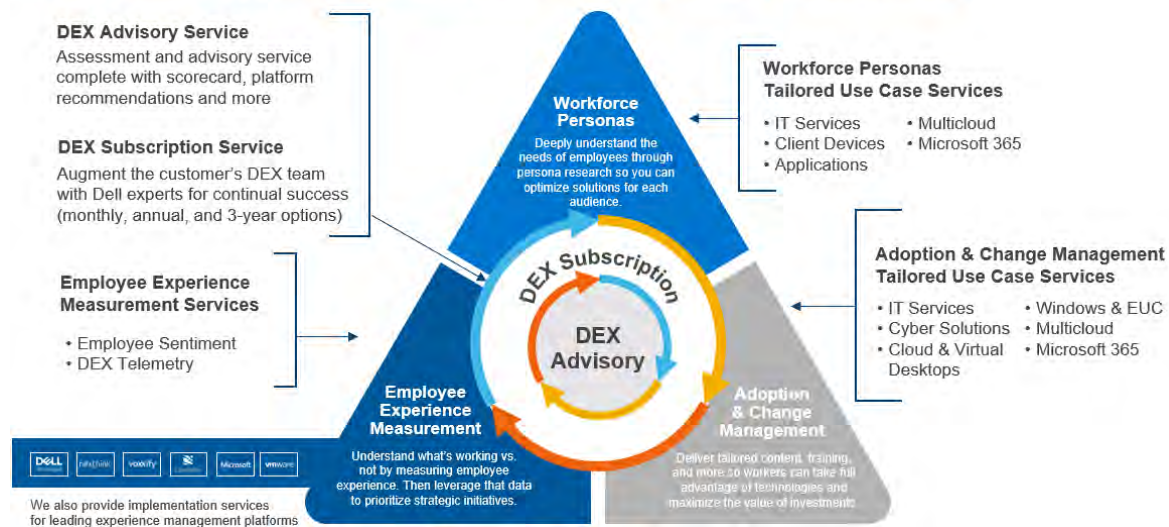 DEX Advisory Service
Assessment and advisory service
complete with scorecard, platform
recommendations and more
DEX Subscription Service
Augment the customer's DEX team
with Dell experts for continual success
(monthly, annual, and 3-year options)
Employee Experience
Measurement Services
• Employee Sentiment
• DEX Telemetry
Workforce
Personas
Deeply understand the
needs of employees through
persona research so you can
optimize solutions for each
audience.
DEX Subscription
DEX
Advisory
Employee
Experience
Measurement
Understand what's working vs.
not by measuring employee
experience. Then leverage that data
to prioritize strategic initiatives.
Adoption
& Change
Management
Deliver tailored content, training,
and more so workers can take full
advantage of technologies and
maximize the value of investments
Workforce Personas
Tailored Use Case Services
• IT Services
• Client Devices
• Applications
• Multicloud
• Microsoft 365
Adoption & Change Management
Tailored Use Case Services
• IT Services
• Cyber Solutions
• Cloud & Virtual
Desktops
• Windows & EUC
• Multicloud
• Microsoft 365
DELL
nexthink
voxxify
Microsoft
vmware
We also provide implementation services
for leading experience management platforms